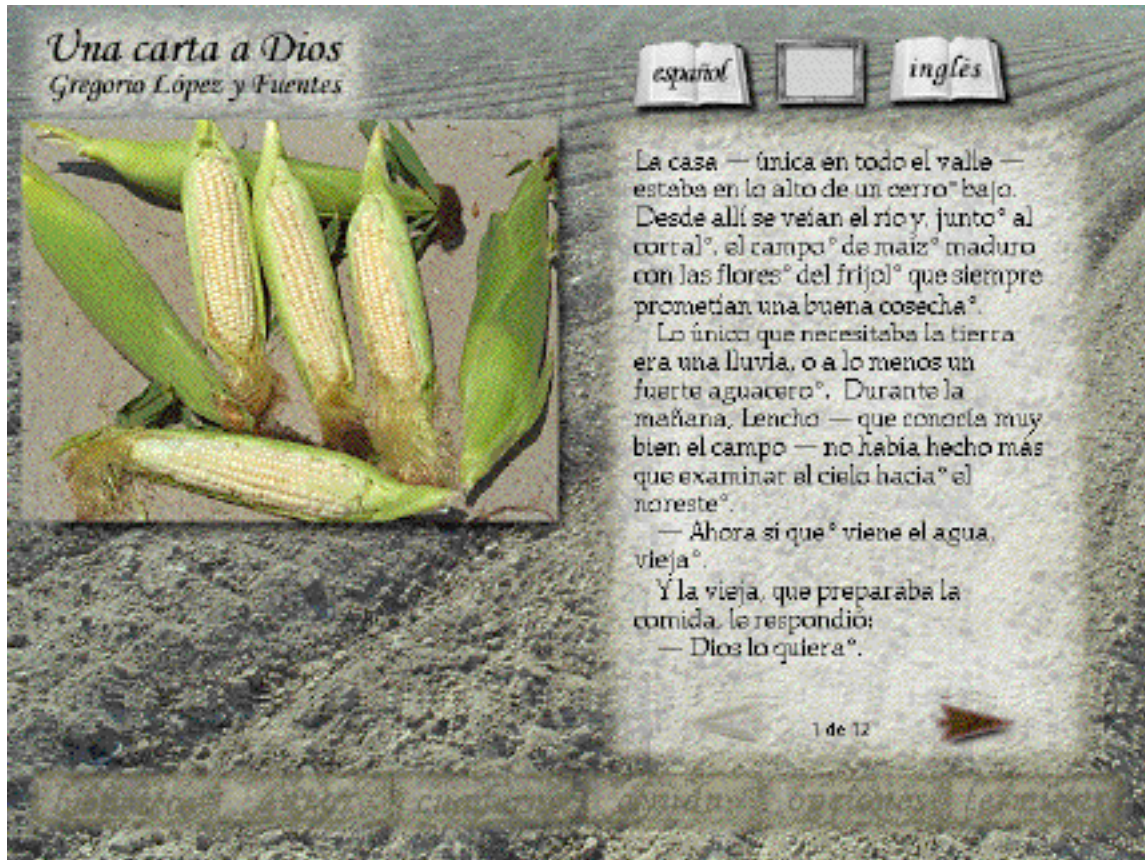 Una carta a Dios
Gregorio López y Fuentes
español
inglés
La casa — única en todo el valle —
estaba en lo alto de un cerro° bajo.
Desde allí se veían el río y, junto° al
corral°, el campo° de maíz° maduro
con las flores° del frijol° que siempre
prometían una buena cosecha°.
Lo único que necesitaba la tierra
era una lluvia, o a lo menos un
fuerte aguacero°. Durante la
mañana, Lencho — que conocía muy
bien el campo — no había hecho más
que examinar el cielo hacia° el
noreste°.
— Ahora sí que° viene el agua,
vieja°.
Y la vieja, que preparaba la
comida, le respondió:
— Dios lo quiera°.
1 de 12
cuaderno ayuda opciones terminar